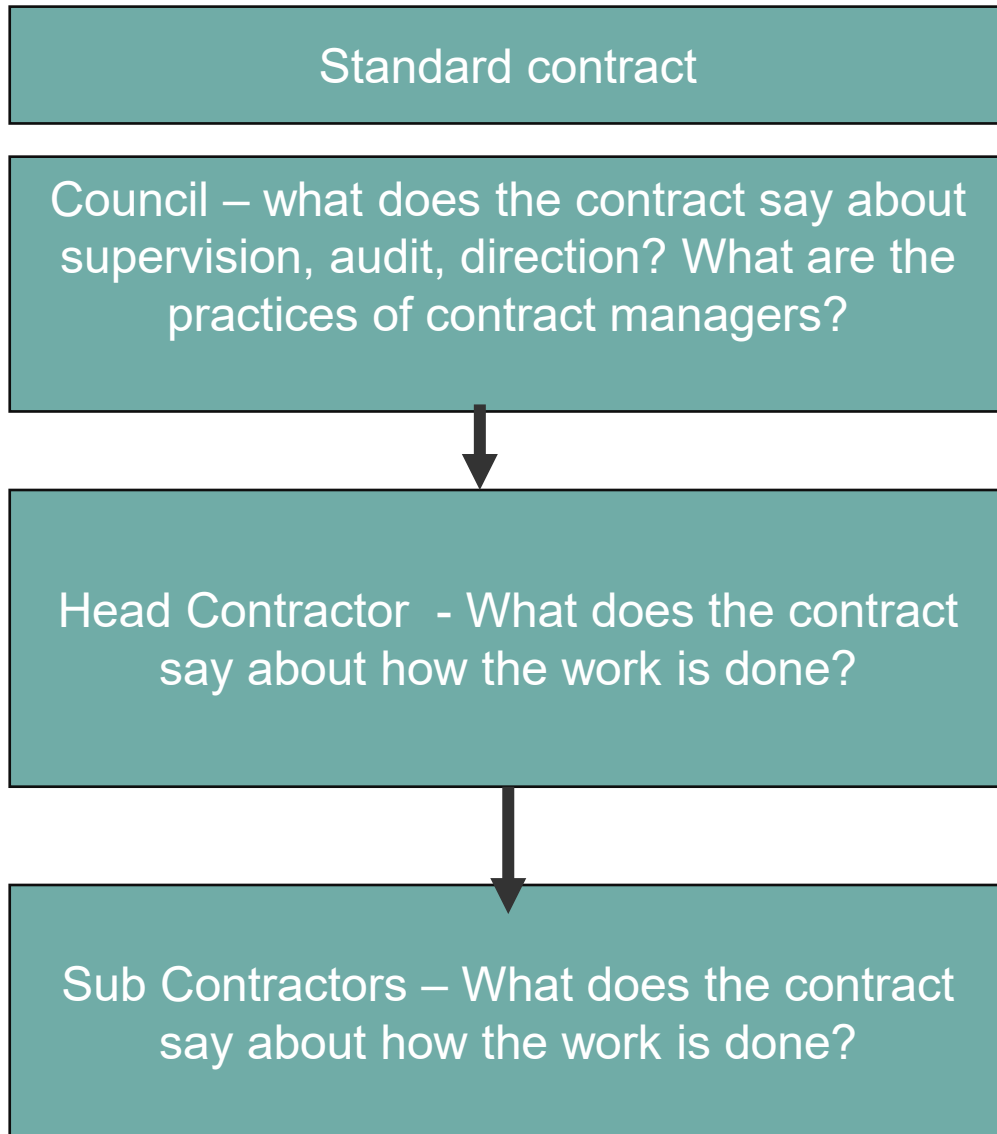 Standard contract
Council – what does the contract say about
supervision, audit, direction? What are the
practices of contract managers?
Head Contractor  - What does the contract
say about how the work is done?
Sub Contractors – What does the contract
say about how the work is done?